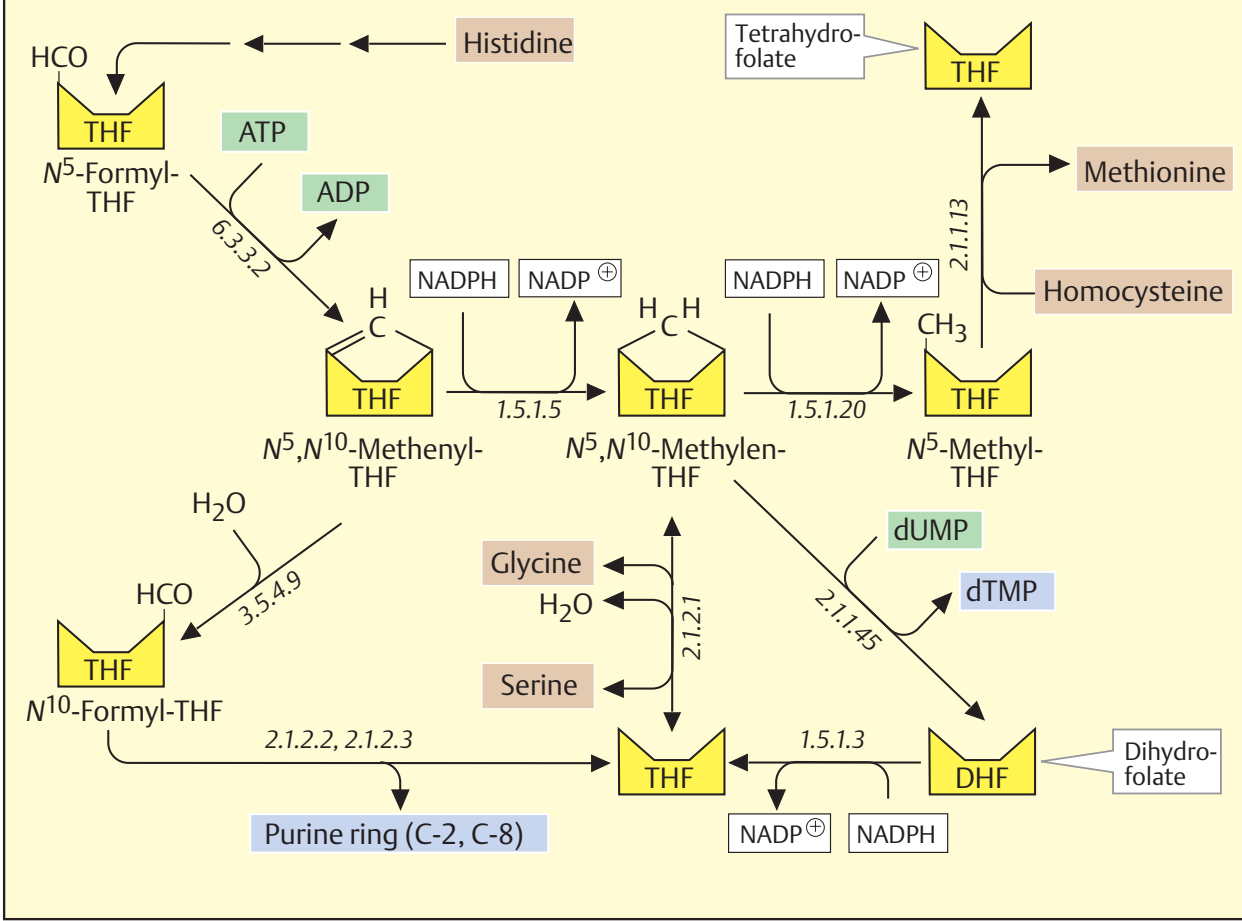 HCO
Histidine
Tetrahydro-
folate
THF
THF
N⁵-Formyl-
THF
ATP
ADP
6.3.3.2
Methionine
2.1.1.13
Homocysteine
H
C
NADPH
NADP ⊕
H H
C
NADPH
NADP ⊕
CH₃
THF
1.5.1.5
THF
1.5.1.20
THF
N⁵,N¹⁰-Methenyl-
THF
N⁵,N¹⁰-Methylen-
THF
N⁵-Methyl-
THF
H₂O
3.5.4.9
HCO
THF
N¹⁰-Formyl-THF
Glycine
H₂O
Serine
2.1.2.1
dUMP
dTMP
2.1.1.45
2.1.2.2, 2.1.2.3
THF
1.5.1.3
DHF
Dihydro-
folate
Purine ring (C-2, C-8)
NADP⊕
NADPH